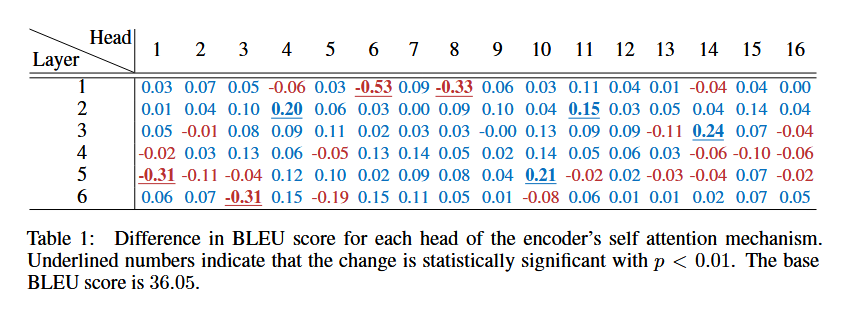 Head
Layer
1 2 3 4 5 6 7 8 9 10 11 12 13 14 15 16
1 0.03 0.07 0.05 -0.06 0.03 -0.53 0.09 -0.33 0.06 0.03 0.11 0.04 0.01 -0.04 0.04 0.00
2 0.01 0.04 0.10 0.20 0.06 0.03 0.00 0.09 0.10 0.04 0.15 0.03 0.05 0.04 0.14 0.04
3 0.05 -0.01 0.08 0.09 0.11 0.02 0.03 0.03 -0.00 0.13 0.09 0.09 -0.11 0.24 0.07 -0.04
4 -0.02 0.03 0.13 0.06 -0.05 0.13 0.14 0.05 0.02 0.14 0.05 0.06 0.03 -0.06 -0.10 -0.06
5 -0.31 -0.11 -0.04 0.12 0.10 0.02 0.09 0.08 0.04 0.21 -0.02 0.02 -0.03 -0.04 0.07 -0.02
6 0.06 0.07 -0.31 0.15 -0.19 0.15 0.11 0.05 0.01 -0.08 0.06 0.01 0.01 0.02 0.07 0.05
Table 1: Difference in BLEU score for each head of the encoder's self attention mechanism.
Underlined numbers indicate that the change is statistically significant with p < 0.01. The base
BLEU score is 36.05.